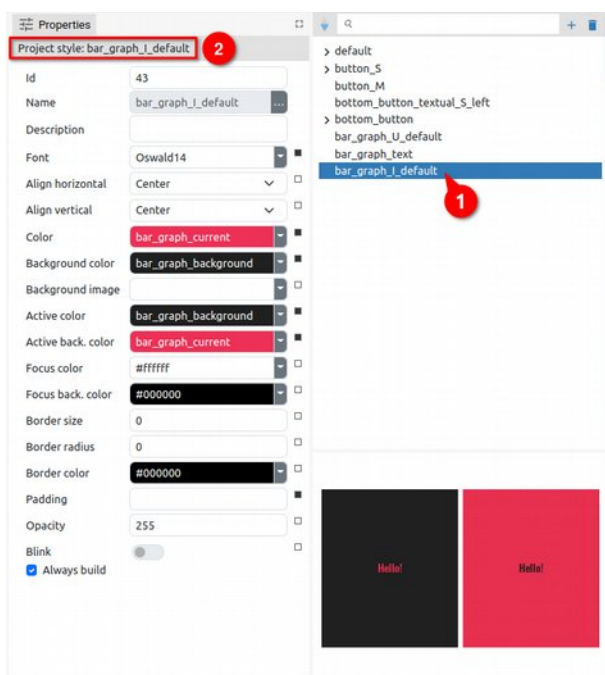 Properties
Project style: bar_graph_I_default
2
Id 43
Name bar_graph_I_default ...
Description
Font Oswald14
Align horizontal Center
Align vertical Center
Color bar_graph_current
Background color bar_graph_background
Background image
Active color bar_graph_background
Active back. color bar_graph_current
Focus color #ffffff
Focus back. color #000000
Border size 0
Border radius 0
Border color #000000
Padding
Opacity 255
Blink
Always build
default
button_S
button_M
bottom_button_textual_S_left
bottom_button
bar_graph_U_default
bar_graph_text
bar_graph_I_default
1
Hello!
Hello!